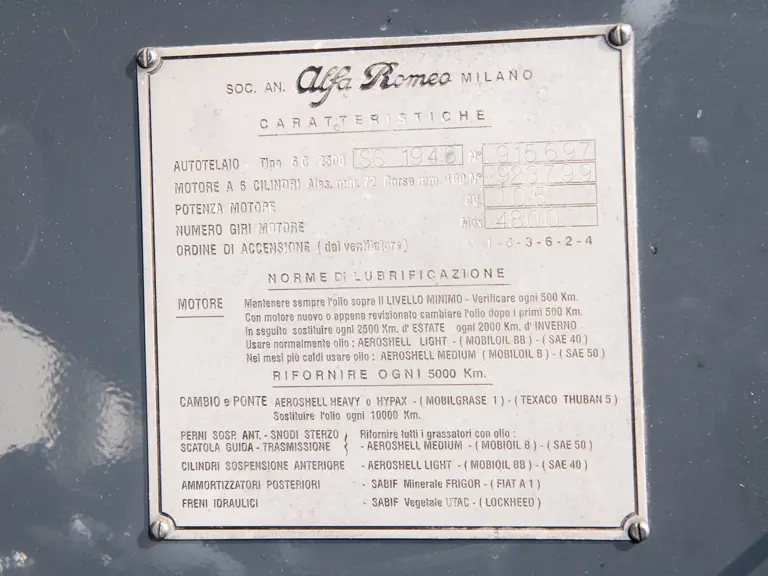 SOC. AN. Alfa Romeo MILANO
CARATTERISTICHE
AUTOTELAIO - Tipo 6C 2500 SS 1946 N° 915697
MOTORE A 6 CILINDRI Ales. mm. 72 Corsa mm. 100 N° 923799
POTENZA MOTORE CV. 105
NUMERO GIRI MOTORE Max 4800
ORDINE DI ACCENSIONE (dal ventilatore) 1-5-3-6-2-4
NORME DI LUBRIFICAZIONE
MOTORE Mantenere sempre l'olio sopra il LIVELLO MINIMO - Verificare ogni 500 Km.
Con motore nuovo o appena revisionato cambiare l'olio dopo i primi 500 Km.
In seguito sostituire ogni 2500 Km. d' ESTATE ogni 2000 Km. d' INVERNO
Usare normalmente olio : AEROSHELL LIGHT - ( MOBILOIL BB ) - ( SAE 40 )
Nei mesi più caldi usare olio : AEROSHELL MEDIUM ( MOBILOIL B ) - ( SAE 50 )
RIFORNIRE OGNI 5000 Km.
CAMBIO e PONTE AEROSHELL HEAVY o HYPAX - ( MOBILGRASE 1 ) - ( TEXACO THUBAN 5 )
Sostituire l'olio ogni 10000 Km.
PERNI SOSP. ANT. - SNODI STERZO Rifornire tutti i grassatori con olio :
SCATOLA GUIDA - TRASMISSIONE - AEROSHELL MEDIUM - ( MOBIOIL B ) - ( SAE 50 )
CILINDRI SOSPENSIONE ANTERIORE - AEROSHELL LIGHT - ( MOBIOIL BB ) - ( SAE 40 )
AMMORTIZZATORI POSTERIORI - SABIF Minerale FRIGOR - ( FIAT A 1 )
FRENI IDRAULICI - SABIF Vegetale UTAC - ( LOCKHEED )